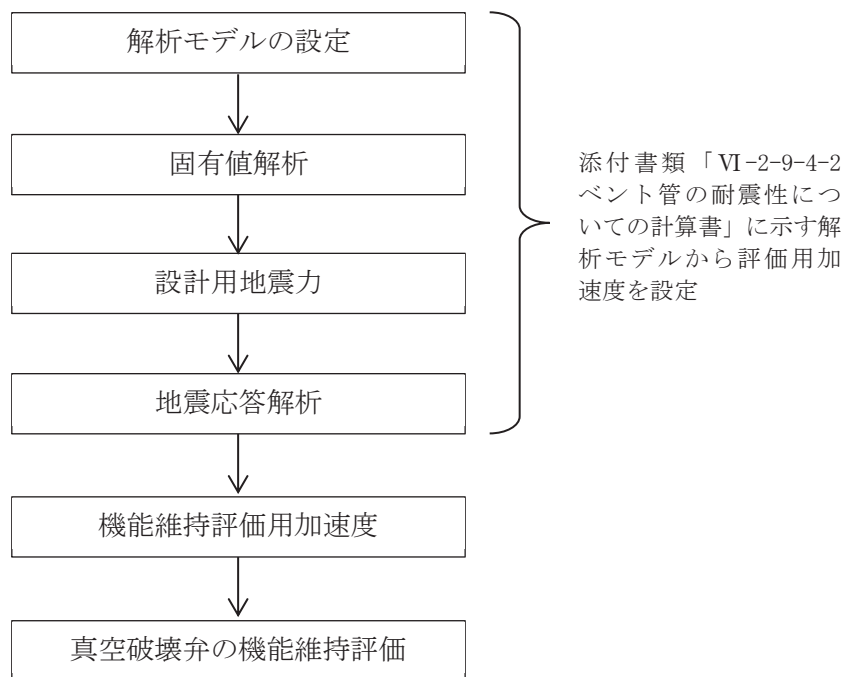 解析モデルの設定
固有値解析
設計用地震力
地震応答解析
機能維持評価用加速度
真空破壊弁の機能維持評価
添付書類「Ⅵ-2-9-4-2
ベント管の耐震性につ
いての計算書」に示す解
析モデルから評価用加
速度を設定